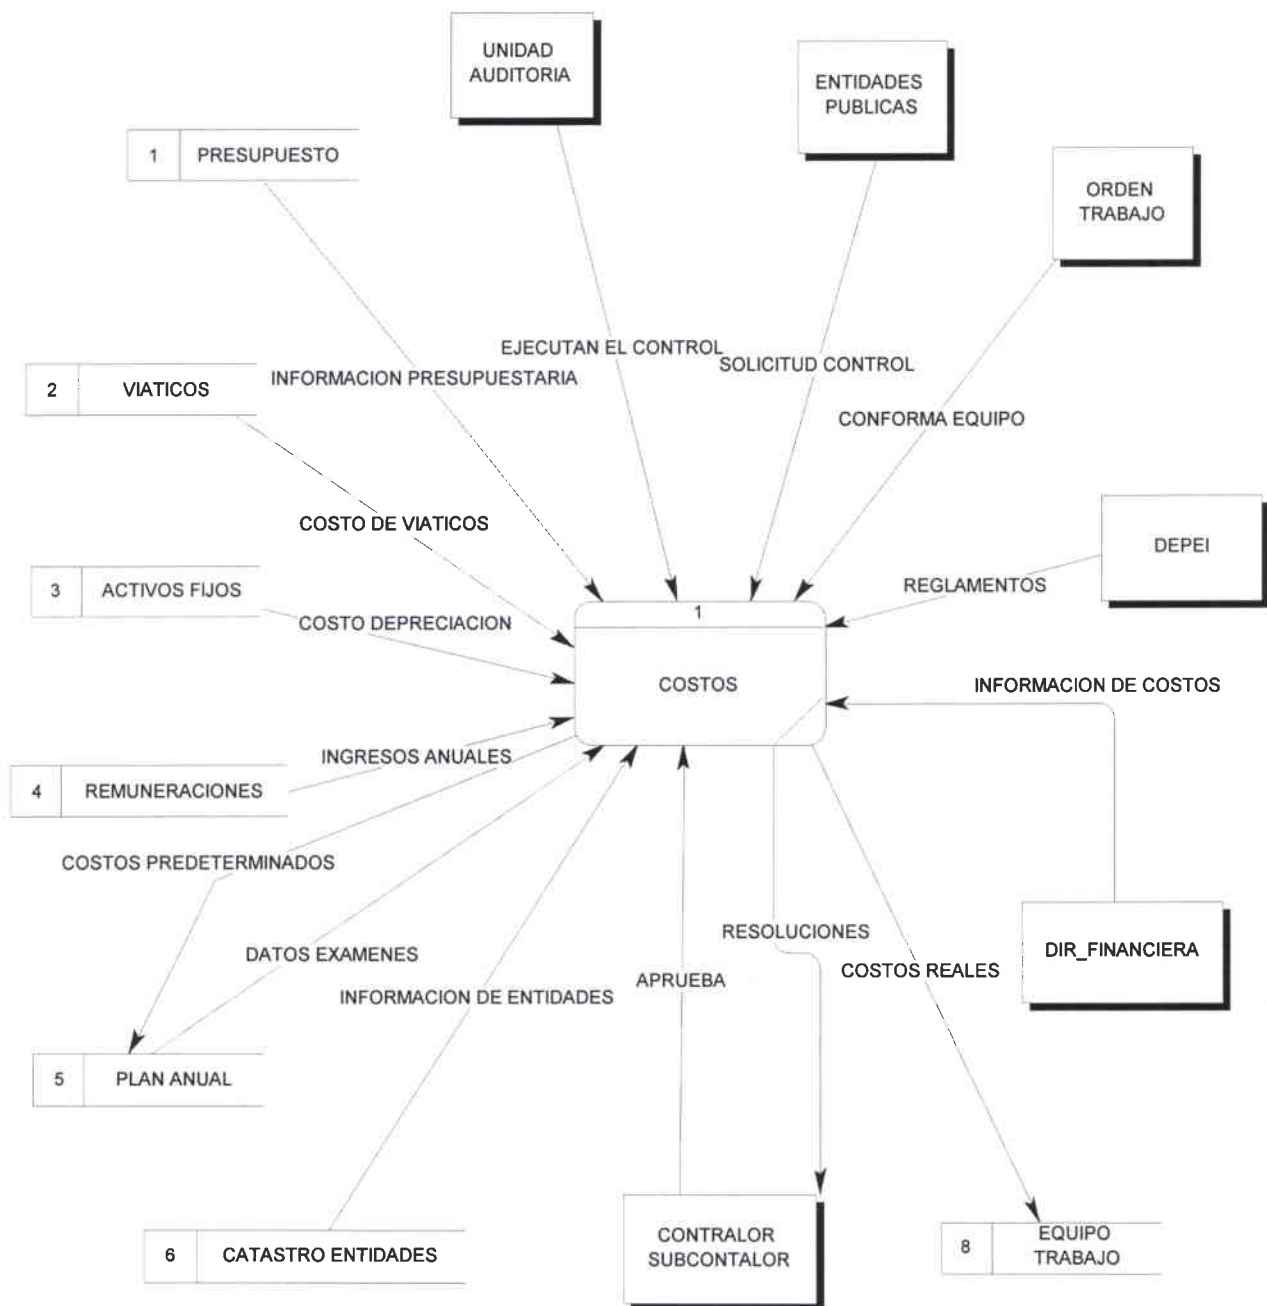 UNIDAD
AUDITORIA
ENTIDADES
PUBLICAS
1 PRESUPUESTO
ORDEN
TRABAJO
EJECUTAN EL CONTROL
SOLICITUD CONTROL
2 VIATICOS
INFORMACION PRESUPUESTARIA
CONFORMA EQUIPO
COSTO DE VIATICOS
DEPEI
3 ACTIVOS FIJOS
REGLAMENTOS
COSTO DEPRECIACION
1
COSTOS
INFORMACION DE COSTOS
INGRESOS ANUALES
4 REMUNERACIONES
COSTOS PREDETERMINADOS
RESOLUCIONES
DATOS EXAMENES
DIR_FINANCIERA
COSTOS REALES
APRUEBA
INFORMACION DE ENTIDADES
5 PLAN ANUAL
6 CATASTRO ENTIDADES
CONTRALOR
SUBCONTALOR
8 EQUIPO
TRABAJO